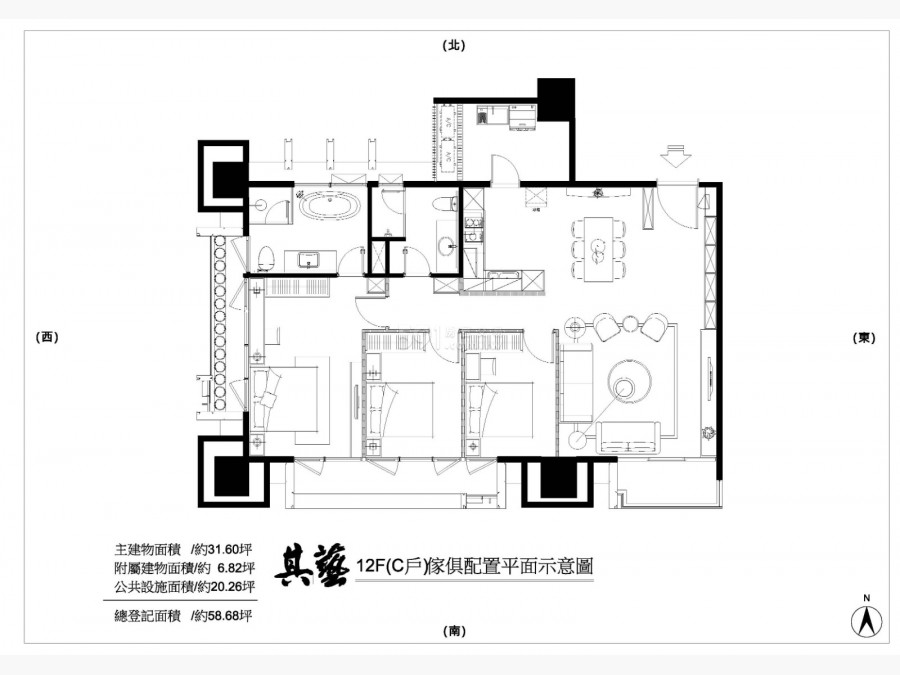 (北)
(西)
(東)
主建物面積 /約31.60坪
附屬建物面積/約 6.82坪
公共設施面積/約20.26坪
總登記面積 /約58.68坪
其藝 12F(C戶)傢俱配置平面示意圖
(南)
N